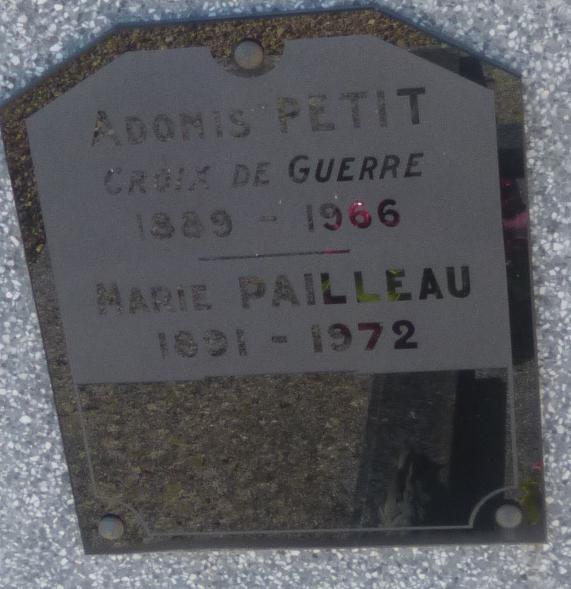 ADONIS PETIT
CROIX DE GUERRE
1889 - 1966
MARIE PAILLEAU
1891 - 1972